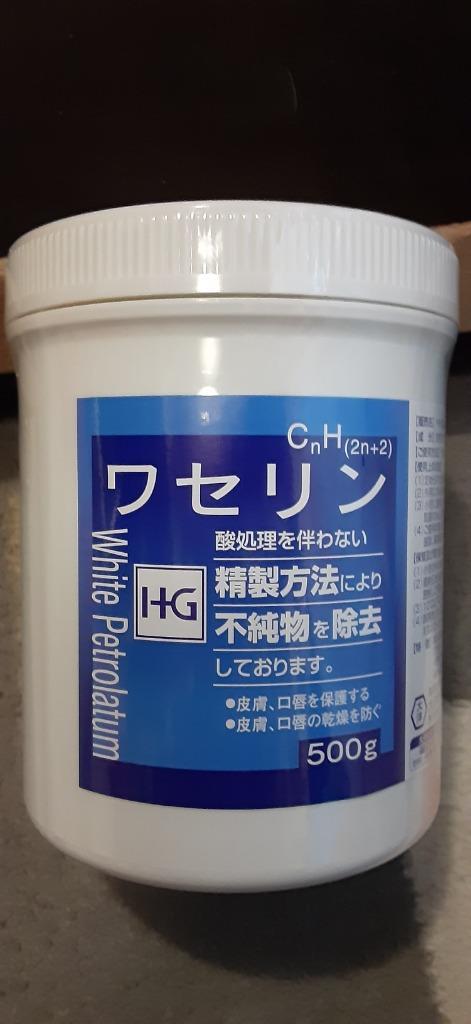 CnH(2n+2)
ワセリン
White Petrolatum
HG
酸処理を伴わない
精製方法により
不純物を除去
しております。
●皮膚、口唇を保護する
●皮膚、口唇の乾燥を防ぐ
500g